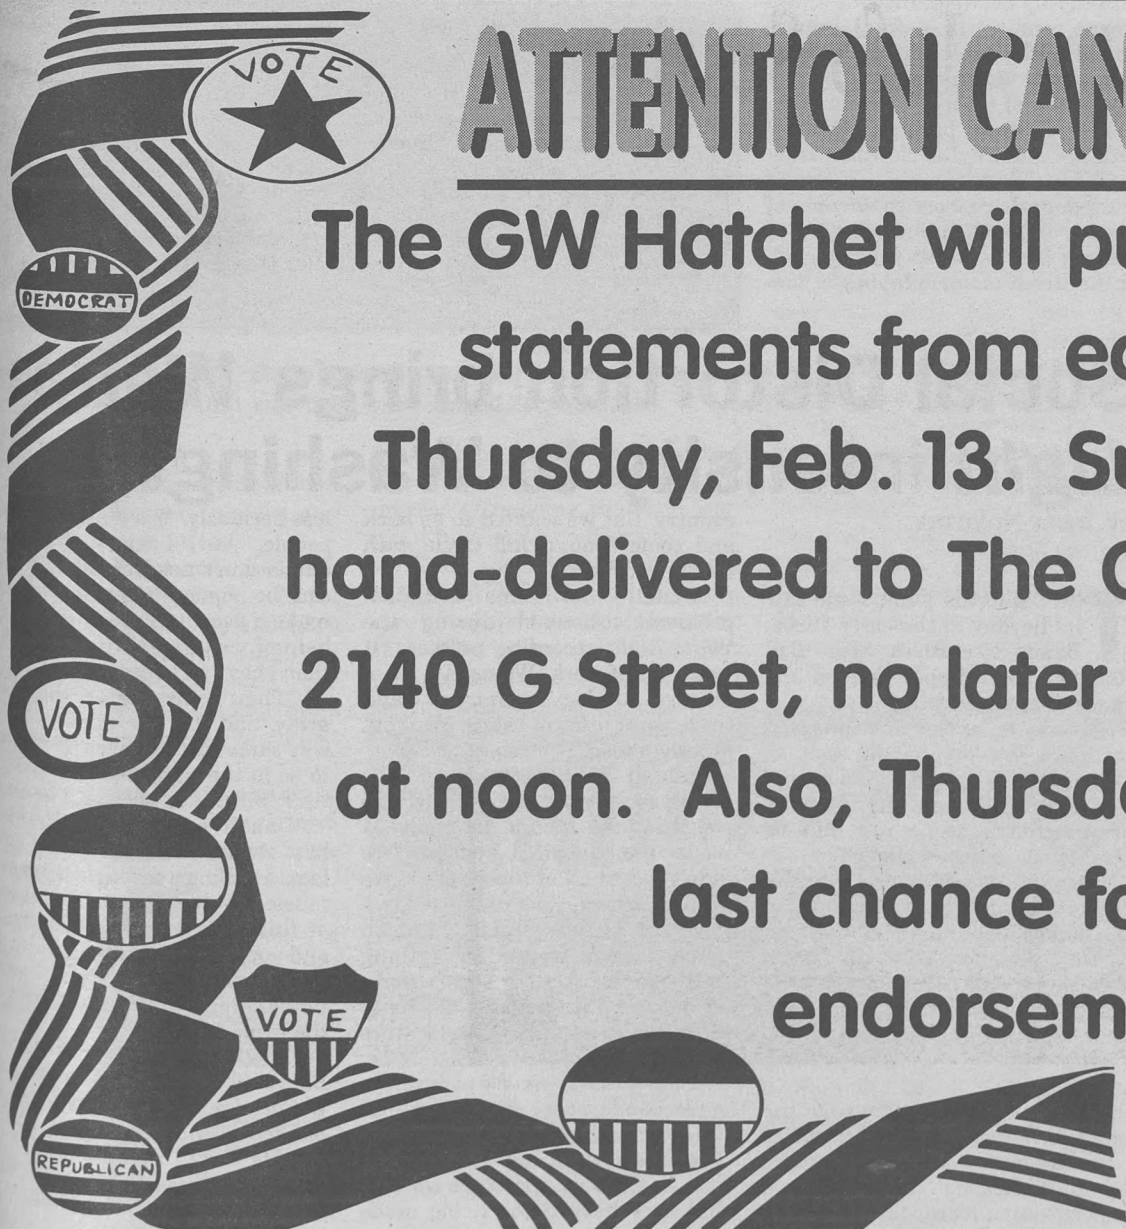 VOTE
ATTENTION CAN
The GW Hatchet will pu
statements from ea
DEMOCRAT
Thursday, Feb. 13. Su
hand-delivered to The G
2140 G Street, no later
VOTE
at noon. Also, Thursda
last chance fo
endorsem
VOTE
REPUBLICAN